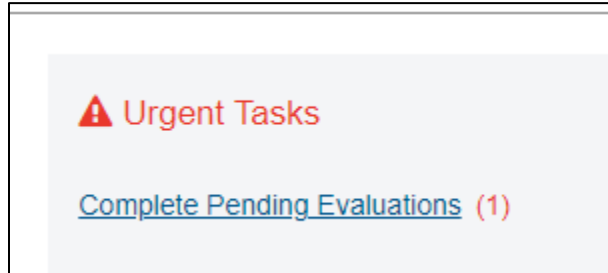 Urgent Tasks
Complete Pending Evaluations (1)